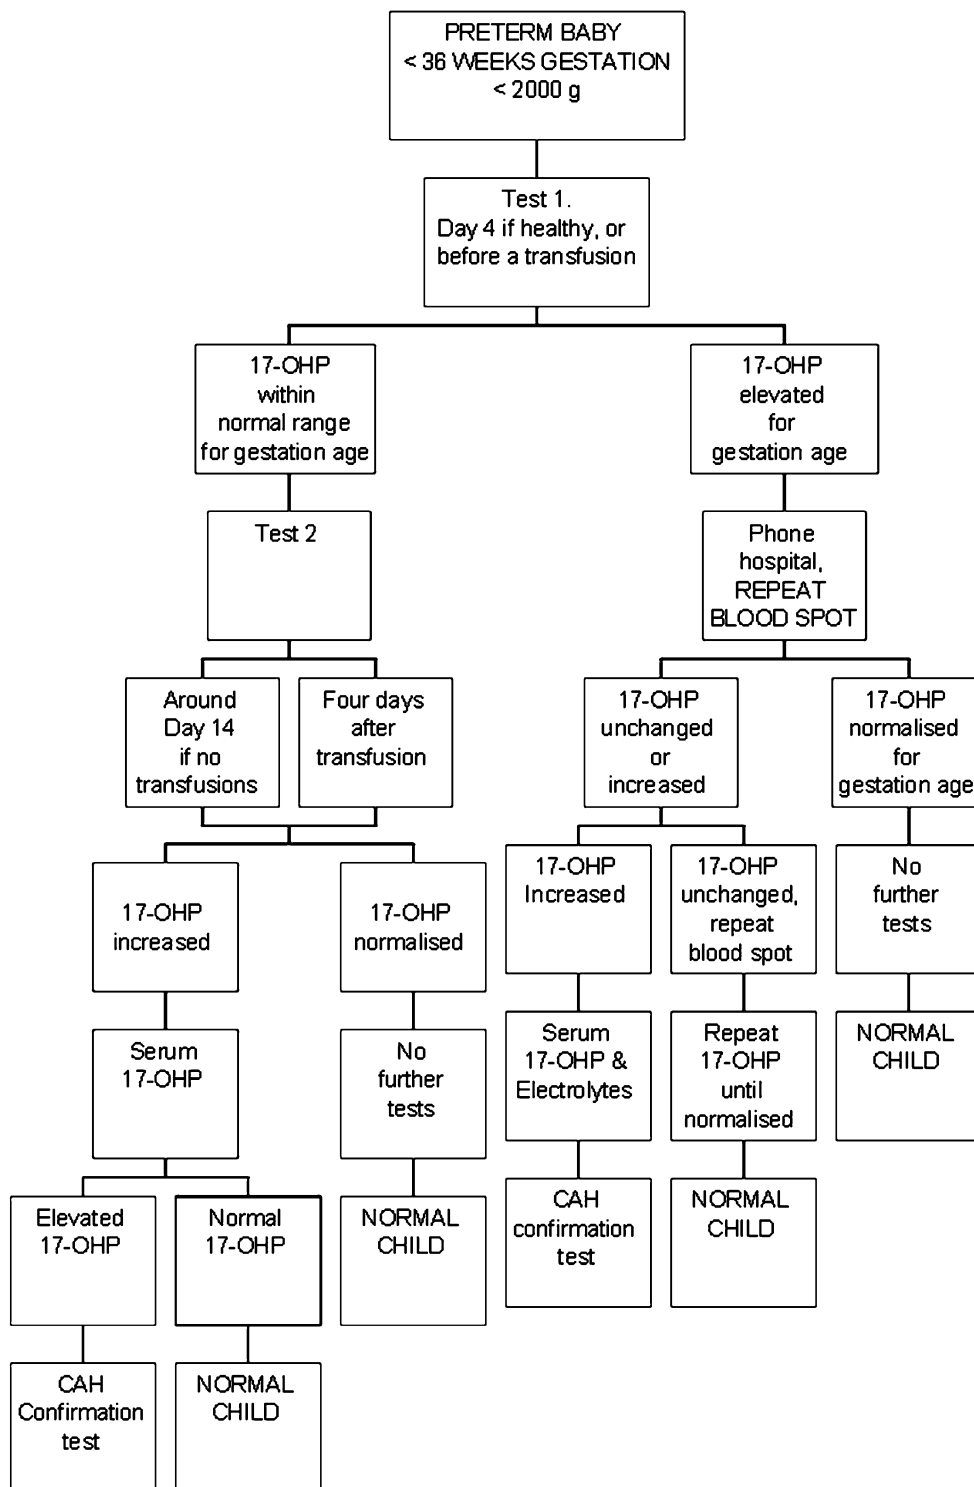 PRETERM BABY
< 36 WEEKS GESTATION
< 2000 g
Test 1.
Day 4 if healthy, or
before a transfusion
17-OHP
within
normal range
for gestation age
17-OHP
elevated
for
gestation age
Test 2
Phone
hospital,
REPEAT
BLOOD SPOT
Around
Day 14
if no
transfusions
Four days
after
transfusion
17-OHP
unchanged
or
increased
17-OHP
normalised
for
gestation age
17-OHP
increased
17-OHP
normalised
17-OHP
Increased
17-OHP
unchanged,
repeat
blood spot
No
further
tests
Serum
17-OHP
No
further
tests
Serum
17-OHP &
Electrolytes
Repeat
17-OHP
until
normalised
NORMAL
CHILD
Elevated
17-OHP
Normal
17-OHP
NORMAL
CHILD
CAH
confirmation
test
NORMAL
CHILD
CAH
Confirmation
test
NORMAL
CHILD